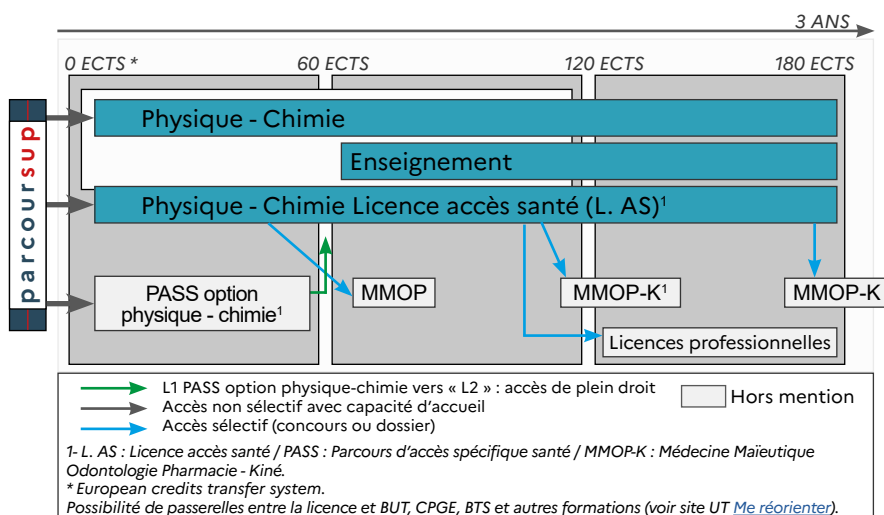 3 ANS
0 ECTS *
60 ECTS
120 ECTS
180 ECTS
parcoursup
Physique - Chimie
Enseignement
Physique - Chimie Licence accès santé (L. AS)¹
PASS option
physique - chimie¹
MMOP
MMOP-K¹
MMOP-K
Licences professionnelles
L1 PASS option physique-chimie vers « L2 » : accès de plein droit
Accès non sélectif avec capacité d'accueil
Accès sélectif (concours ou dossier)
Hors mention
1- L. AS : Licence accès santé / PASS : Parcours d'accès spécifique santé / MMOP-K : Médecine Maïeutique
Odontologie Pharmacie - Kiné.
* European credits transfer system.
Possibilité de passerelles entre la licence et BUT, CPGE, BTS et autres formations (voir site UT Me réorienter).